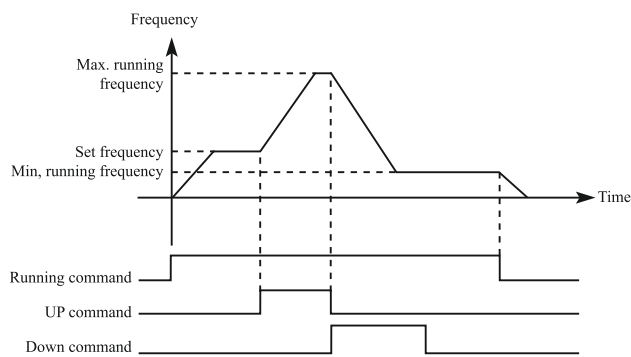 Frequency
Max. running
frequency
Set frequency
Min, running frequency
Time
Running command
UP command
Down command